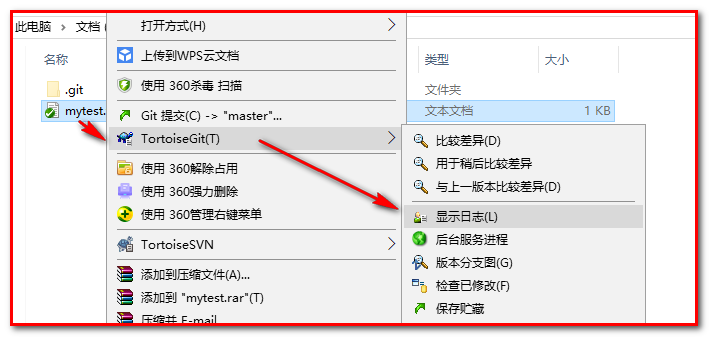 此电脑
文档 (
名称
类型
大小
.git
文件夹
mytest.
文本文档
1 KB
打开方式(H)
上传到WPS云文档
使用 360杀毒 扫描
Git 提交(C) -> "master"...
TortoiseGit(T)
使用 360解除占用
使用 360强力删除
使用 360管理右键菜单
TortoiseSVN
添加到压缩文件(A)...
添加到 "mytest.rar"(T)
压缩并 E-mail
比较差异(D)
用于稍后比较差异
与上一版本比较差异(D)
显示日志(L)
后台服务进程
版本分支图(G)
检查已修改(F)
保存贮藏